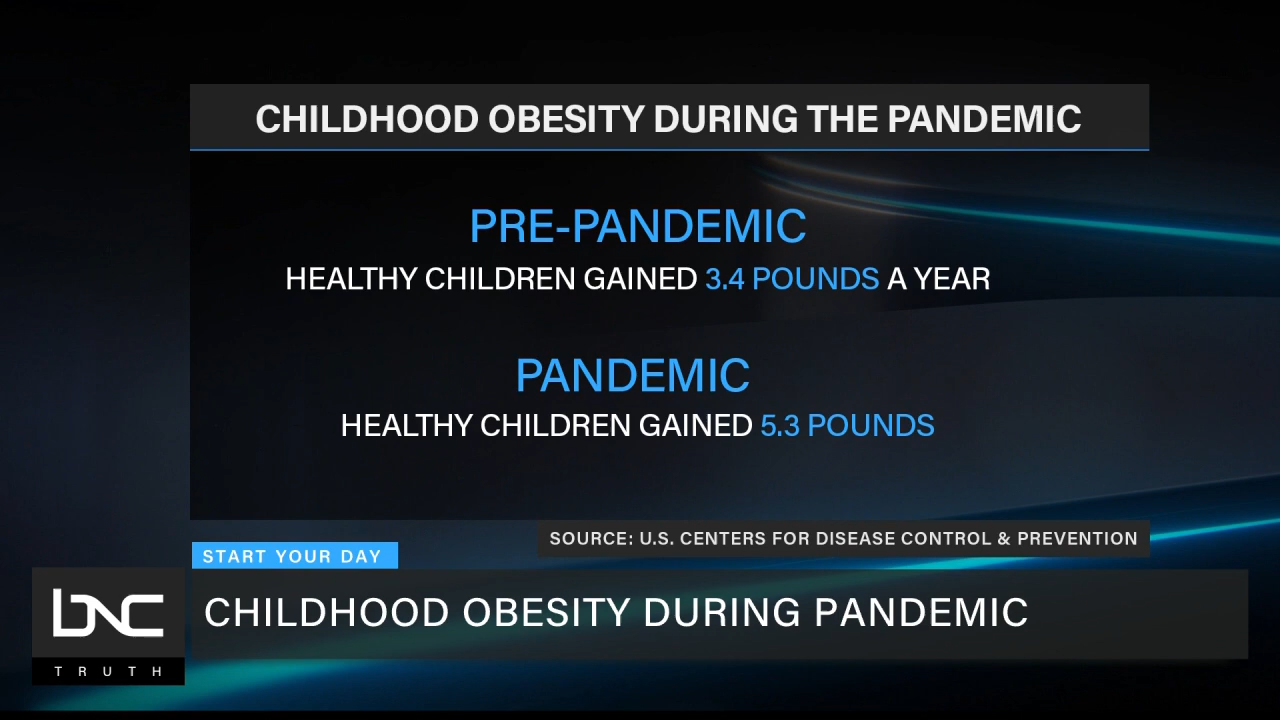 CHILDHOOD OBESITY DURING THE PANDEMIC
PRE-PANDEMIC
HEALTHY CHILDREN GAINED 3.4 POUNDS A YEAR
PANDEMIC
HEALTHY CHILDREN GAINED 5.3 POUNDS
SOURCE: U.S. CENTERS FOR DISEASE CONTROL & PREVENTION
START YOUR DAY
CHILDHOOD OBESITY DURING PANDEMIC
BNC
TRUTH